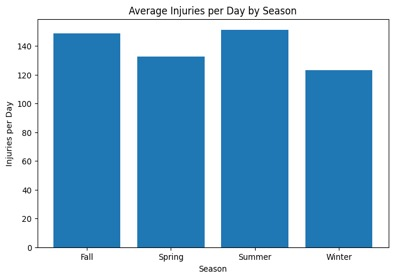 Average Injuries per Day by Season
Injuries per Day
140
120
100
80
60
40
20
0
Fall
Spring
Summer
Winter
Season